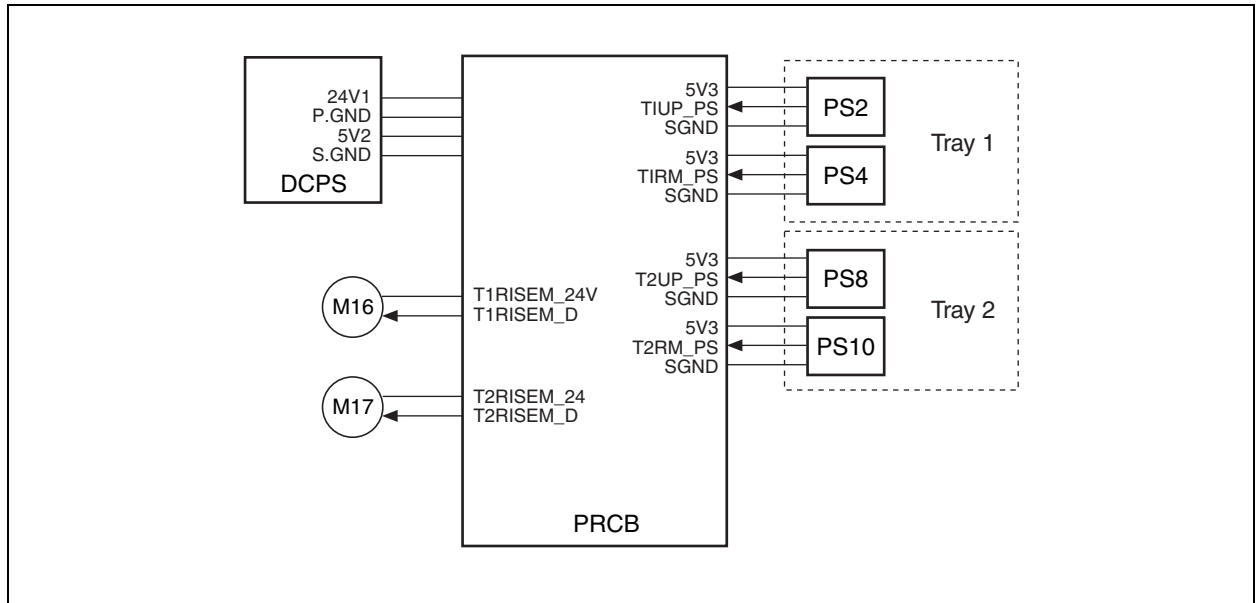 24V1
P.GND
5V2
S.GND
DCPS
M16
T1RISEM_24V
T1RISEM_D
M17
T2RISEM_24
T2RISEM_D
PRCB
5V3
TIUP_PS
SGND
PS2
5V3
TIRM_PS
SGND
PS4
Tray 1
5V3
T2UP_PS
SGND
PS8
5V3
T2RM_PS
SGND
PS10
Tray 2